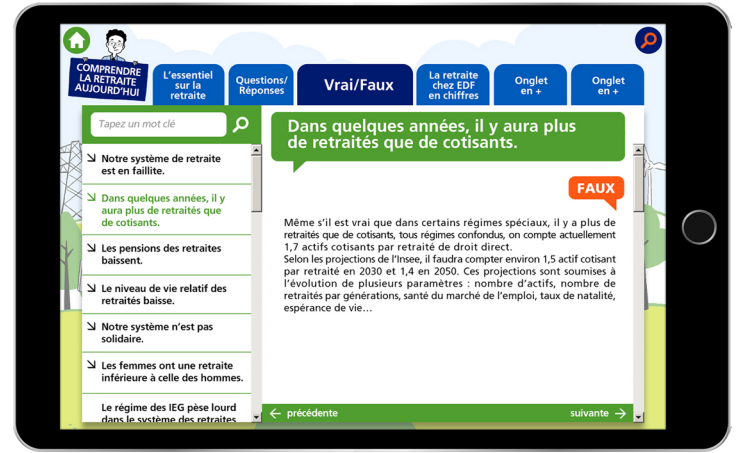 COMPRENDRE
LA RETRAITE
AUJOURD'HUI
L'essentiel
sur la
retraite
Questions/
Réponses
Vrai/Faux
La retraite
chez EDF
en chiffres
Onglet
en +
Onglet
en +
Tapez un mot clé
Notre système de retraite
est en faillite.
Dans quelques années, il y
aura plus de retraités que
de cotisants.
Les pensions des retraites
baissent.
Le niveau de vie relatif des
retraités baisse.
Notre système n'est pas
solidaire.
Les femmes ont une retraite
inférieure à celle des hommes.
Le régime des IEG pèse lourd
dans le système des retraites
Dans quelques années, il y aura plus
de retraités que de cotisants.
FAUX
Même s'il est vrai que dans certains régimes spéciaux, il y a plus de
retraités que de cotisants, tous régimes confondus, on compte actuellement
1,7 actifs cotisants par retraité de droit direct.
Selon les projections de l'Insee, il faudra compter environ 1,5 actif cotisant
par retraité en 2030 et 1,4 en 2050. Ces projections sont soumises à
l'évolution de plusieurs paramètres : nombre d'actifs, nombre de
retraités par générations, santé du marché de l'emploi, taux de natalité,
espérance de vie…
← précédente
suivante →